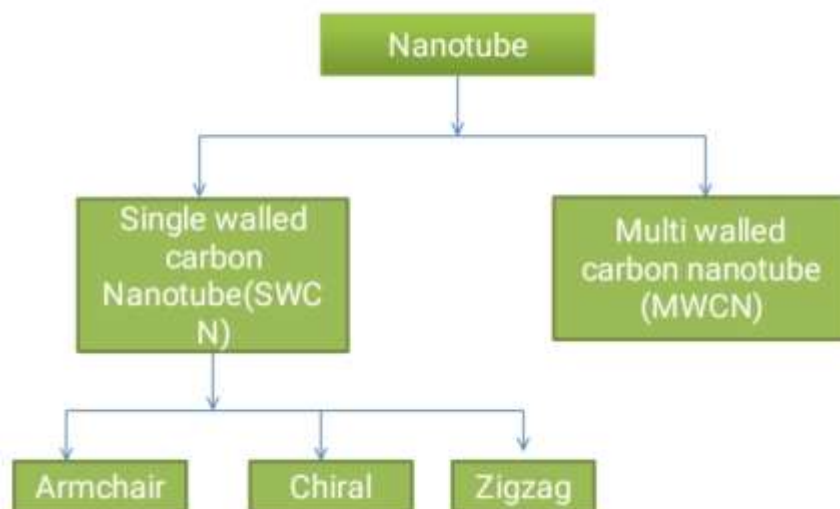 Nanotube
Single walled
carbon
Nanotube(SWC
N)
Multi walled
carbon nanotube
(MWCN)
Armchair
Chiral
Zigzag